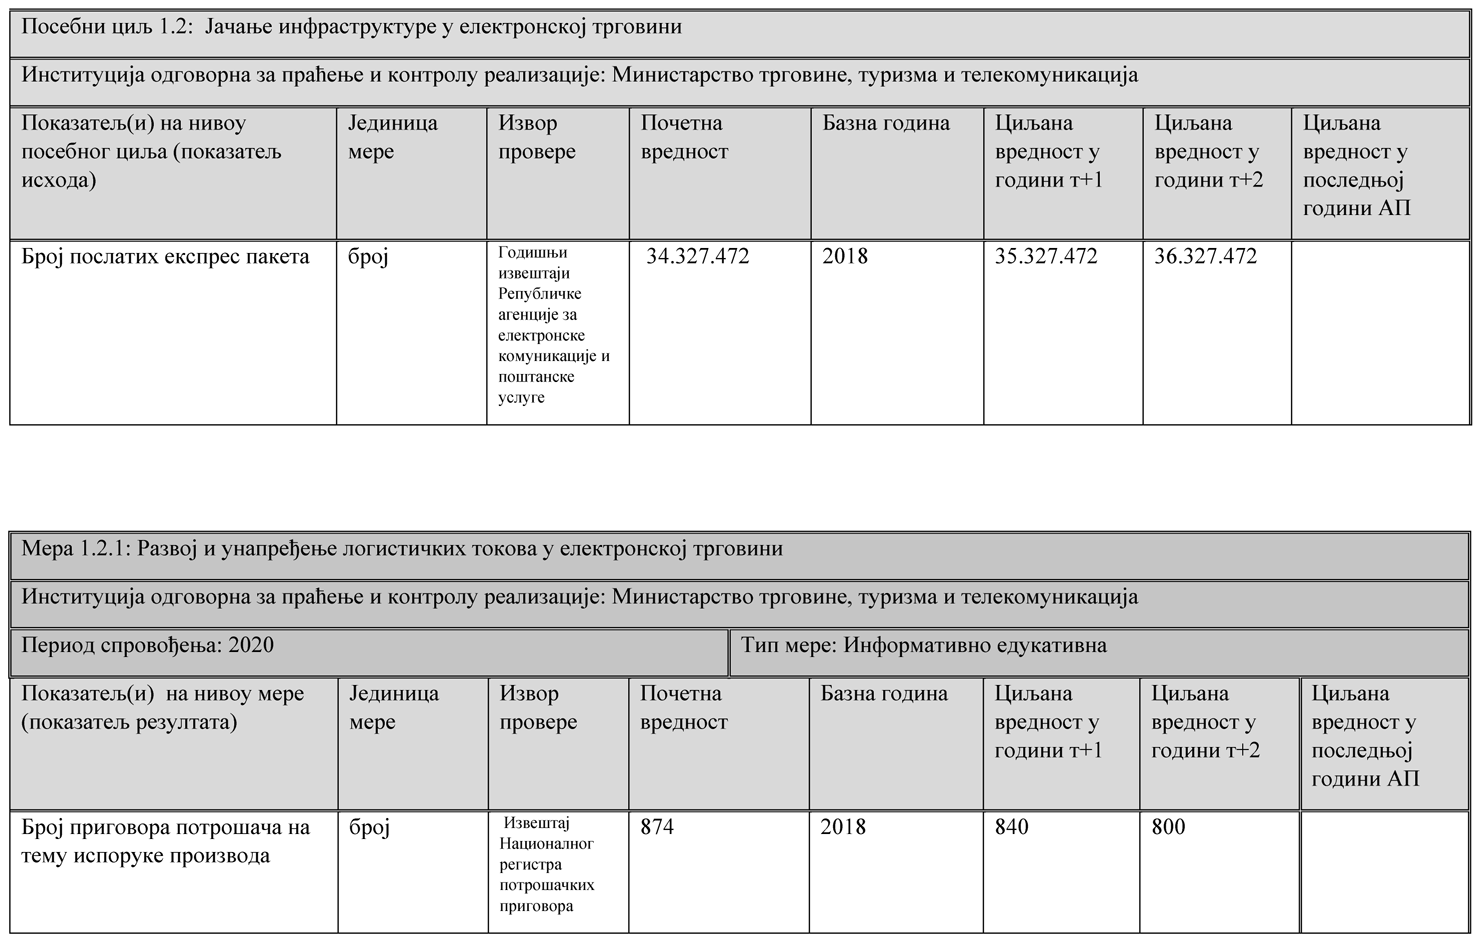 Посебни циљ 1.2:  Јачање инфраструктуре у електронској трговини
Институција одговорна за праћење и контролу реализације: Министарство трговине, туризма и телекомуникација
Показатељ(и) на нивоу
посебног циља (показатељ
исхода)
Јединица
мере
Извор
провере
Почетна
вредност
Базна година
Циљана
вредност у
години т+1
Циљана
вредност у
години т+2
Циљана
вредност у
последњој
години АП
Број послатих експрес пакета
број
Годишњи
извештаји
Републичке
агенције за
електронске
комуникације и
поштанске
услуге
34.327.472
2018
35.327.472
36.327.472
Мера 1.2.1: Развој и унапређење логистичких токова у електронској трговини
Институција одговорна за праћење и контролу реализације: Министарство трговине, туризма и телекомуникација
Период спровођења: 2020
Тип мере: Информативно едукативна
Показатељ(и)  на нивоу мере
(показатељ резултата)
Јединица
мере
Извор
провере
Почетна
вредност
Базна година
Циљана
вредност у
години т+1
Циљана
вредност у
години т+2
Циљана
вредност у
последњој
години АП
Број приговора потрошача на
тему испоруке производа
број
Извештај
Националног
регистра
потрошачких
приговора
874
2018
840
800